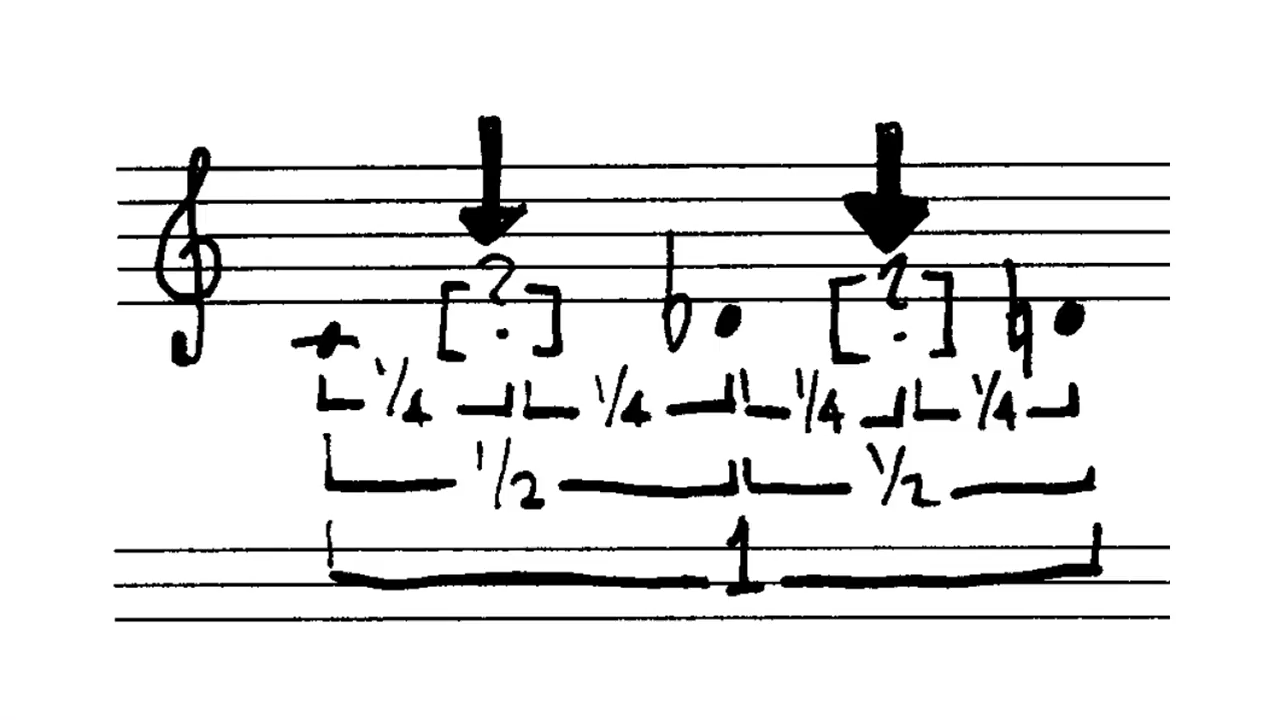 [?] [?]
1/4 1/4 1/4 1/4
1/2 1/2
1